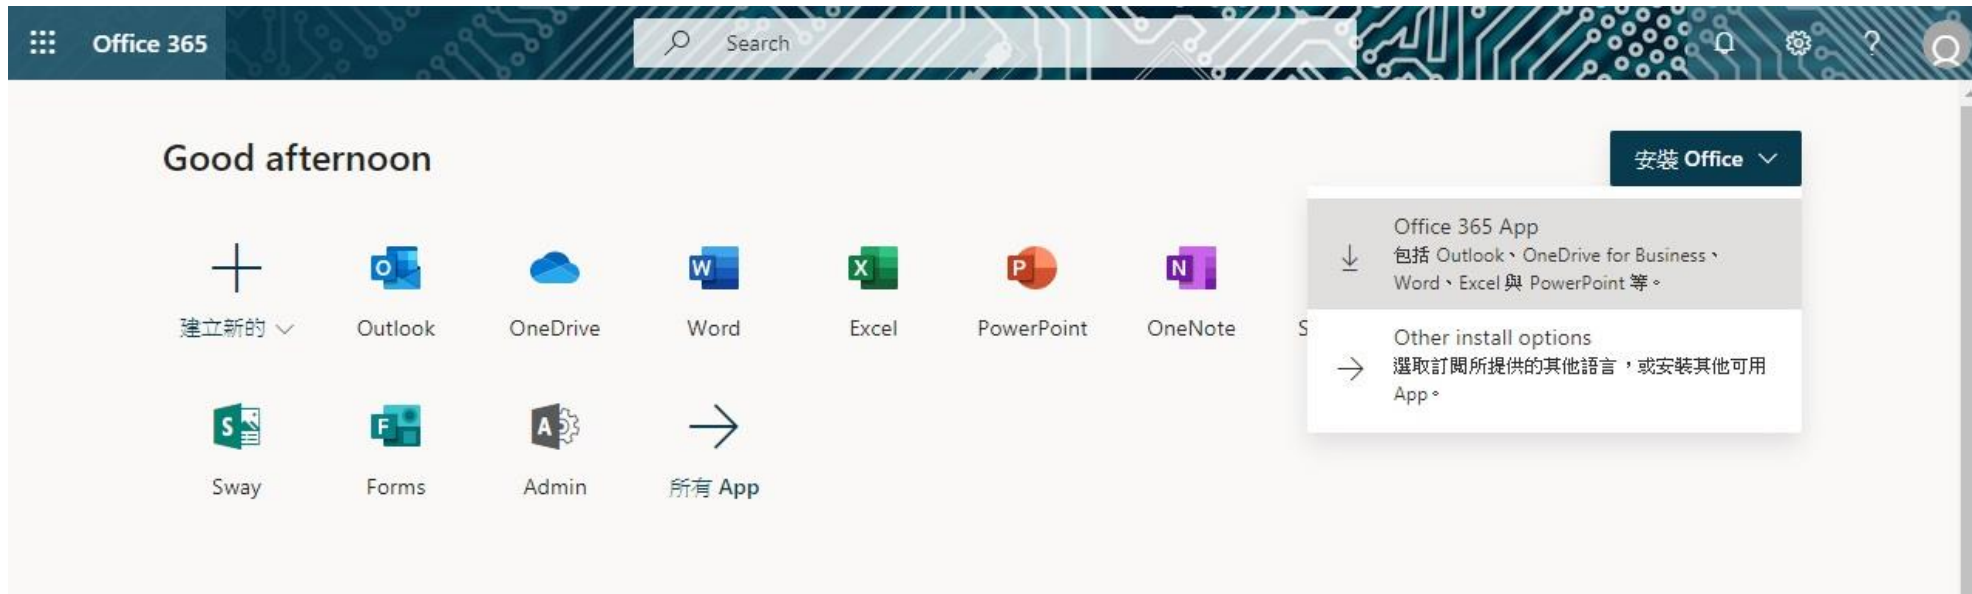 Office 365
Search
?
Good afternoon
安裝 Office
Office 365 App
包括 Outlook、OneDrive for Business、
Word、Excel 與 PowerPoint 等。
Other install options
選取訂閱所提供的其他語言，或安裝其他可用
App。
建立新的
Outlook
OneDrive
Word
Excel
PowerPoint
OneNote
S
Sway
Forms
Admin
所有 App